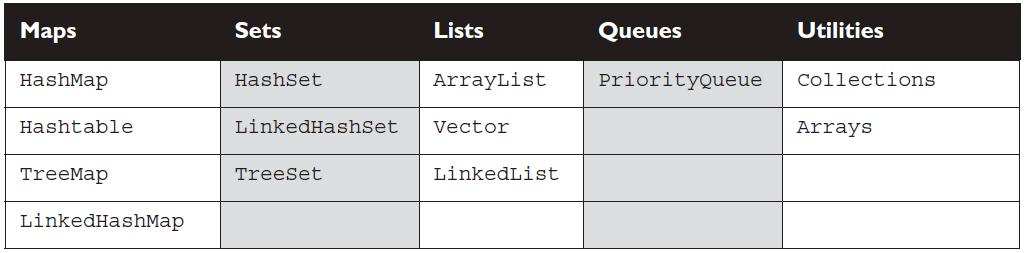 Maps Sets Lists Queues Utilities
HashMap HashSet ArrayList PriorityQueue Collections
Hashtable LinkedHashSet Vector Arrays
TreeMap TreeSet LinkedList
LinkedHashMap